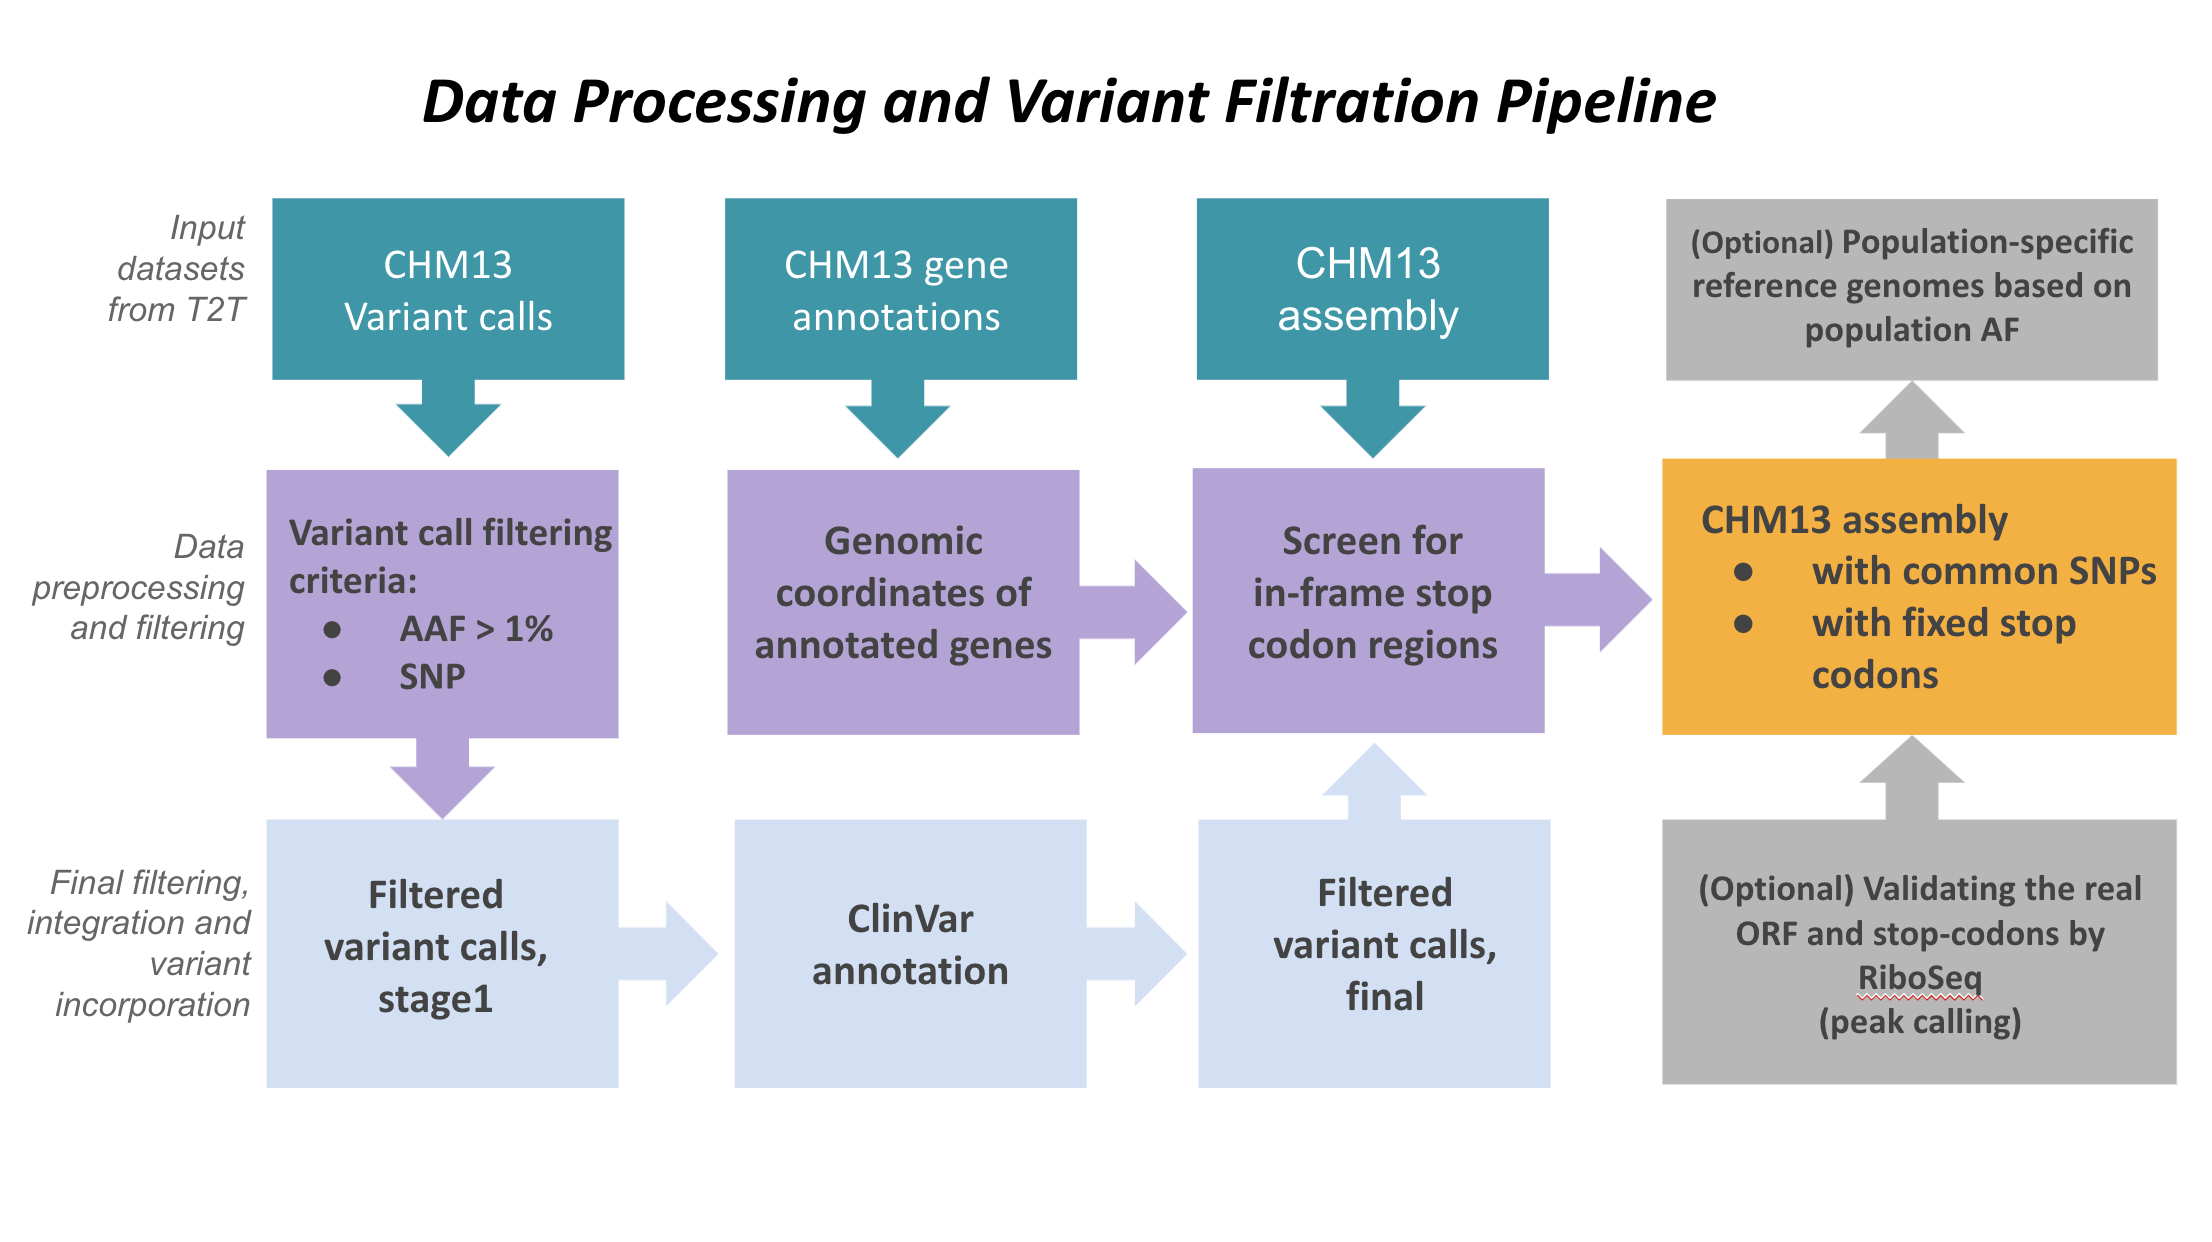 Data Processing and Variant Filtration Pipeline
Input
datasets
from T2T
CHM13
Variant calls
CHM13 gene
annotations
CHM13
assembly
(Optional) Population-specific
reference genomes based on
population AF
Data
preprocessing
and filtering
Variant call filtering
criteria:
● AAF > 1%
● SNP
Genomic
coordinates of
annotated genes
Screen for
in-frame stop
codon regions
CHM13 assembly
● with common SNPs
● with fixed stop
codons
Final filtering,
integration and
variant
incorporation
Filtered
variant calls,
stage1
ClinVar
annotation
Filtered
variant calls,
final
(Optional) Validating the real
ORF and stop-codons by
RiboSeq
(peak calling)